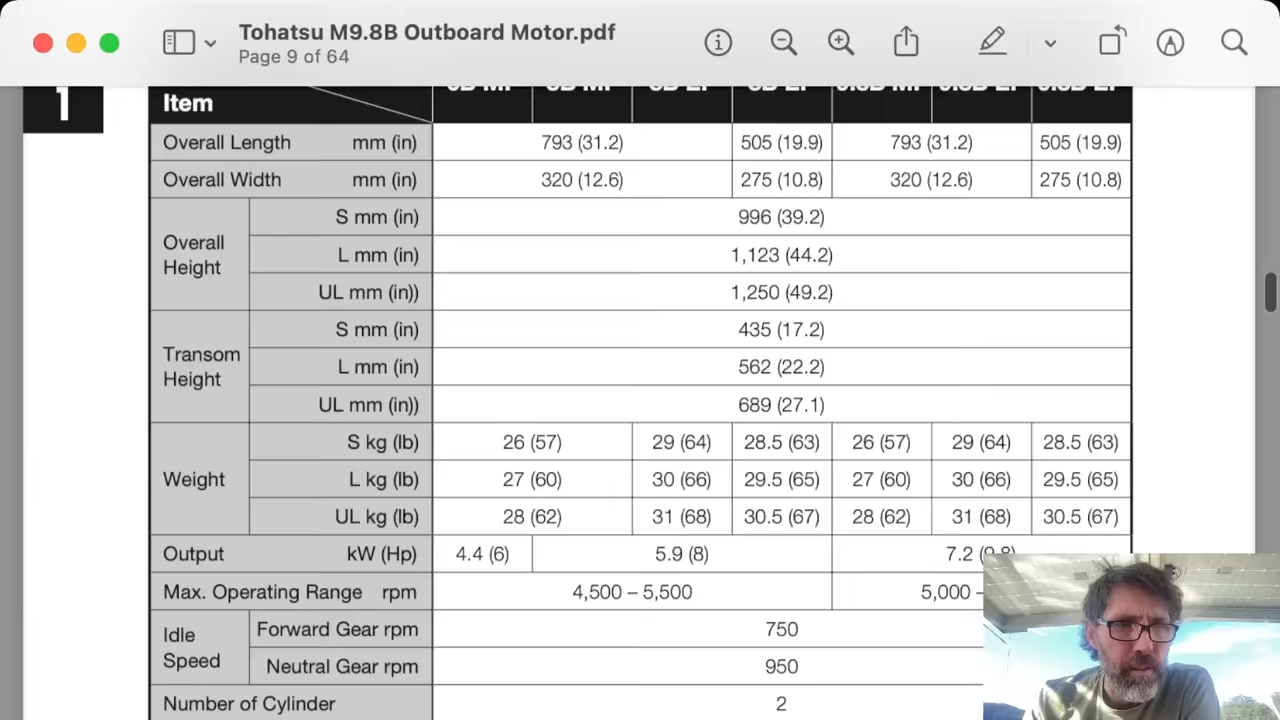 Tohatsu M9.8B Outboard Motor.pdf
Page 9 of 64
1
Item
Overall Length mm (in) 793 (31.2) 505 (19.9) 793 (31.2) 505 (19.9)
Overall Width mm (in) 320 (12.6) 275 (10.8) 320 (12.6) 275 (10.8)
Overall Height
S mm (in) 996 (39.2)
L mm (in) 1,123 (44.2)
UL mm (in)) 1,250 (49.2)
Transom Height
S mm (in) 435 (17.2)
L mm (in) 562 (22.2)
UL mm (in)) 689 (27.1)
Weight
S kg (lb) 26 (57) 29 (64) 28.5 (63) 26 (57) 29 (64) 28.5 (63)
L kg (lb) 27 (60) 30 (66) 29.5 (65) 27 (60) 30 (66) 29.5 (65)
UL kg (lb) 28 (62) 31 (68) 30.5 (67) 28 (62) 31 (68) 30.5 (67)
Output kW (Hp) 4.4 (6) 5.9 (8) 7.2 (9.8)
Max. Operating Range rpm 4,500 – 5,500 5,000 –
Idle Speed
Forward Gear rpm 750
Neutral Gear rpm 950
Number of Cylinder 2